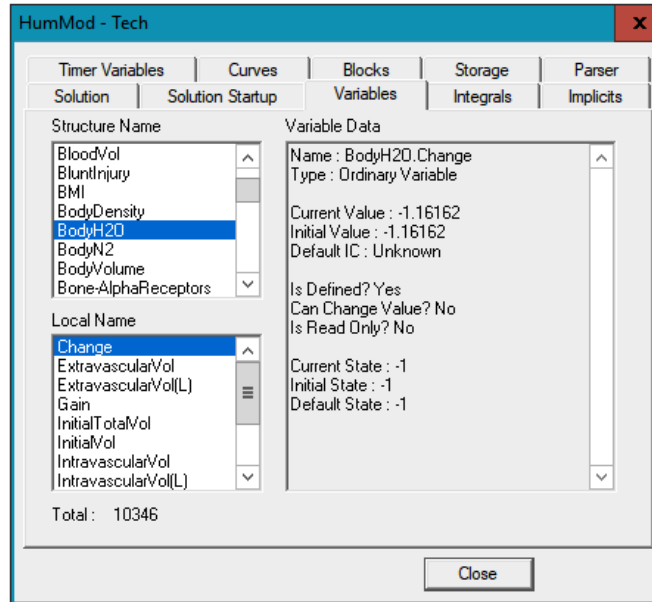 HumMod - Tech
x
Timer Variables Curves Blocks Storage Parser
Solution Solution Startup Variables Integrals Implicits
Structure Name
BloodVol
BluntInjury
BMI
BodyDensity
BodyH2O
BodyN2
BodyVolume
Bone-AlphaReceptors
Local Name
Change
ExtravascularVol
ExtravascularVol(L)
Gain
InitialTotalVol
InitialVol
IntravascularVol
IntravascularVol(L)
Total : 10346
Variable Data
Name : BodyH2O.Change
Type : Ordinary Variable
Current Value : -1.16162
Initial Value : -1.16162
Default IC : Unknown
Is Defined? Yes
Can Change Value? No
Is Read Only? No
Current State : -1
Initial State : -1
Default State : -1
Close